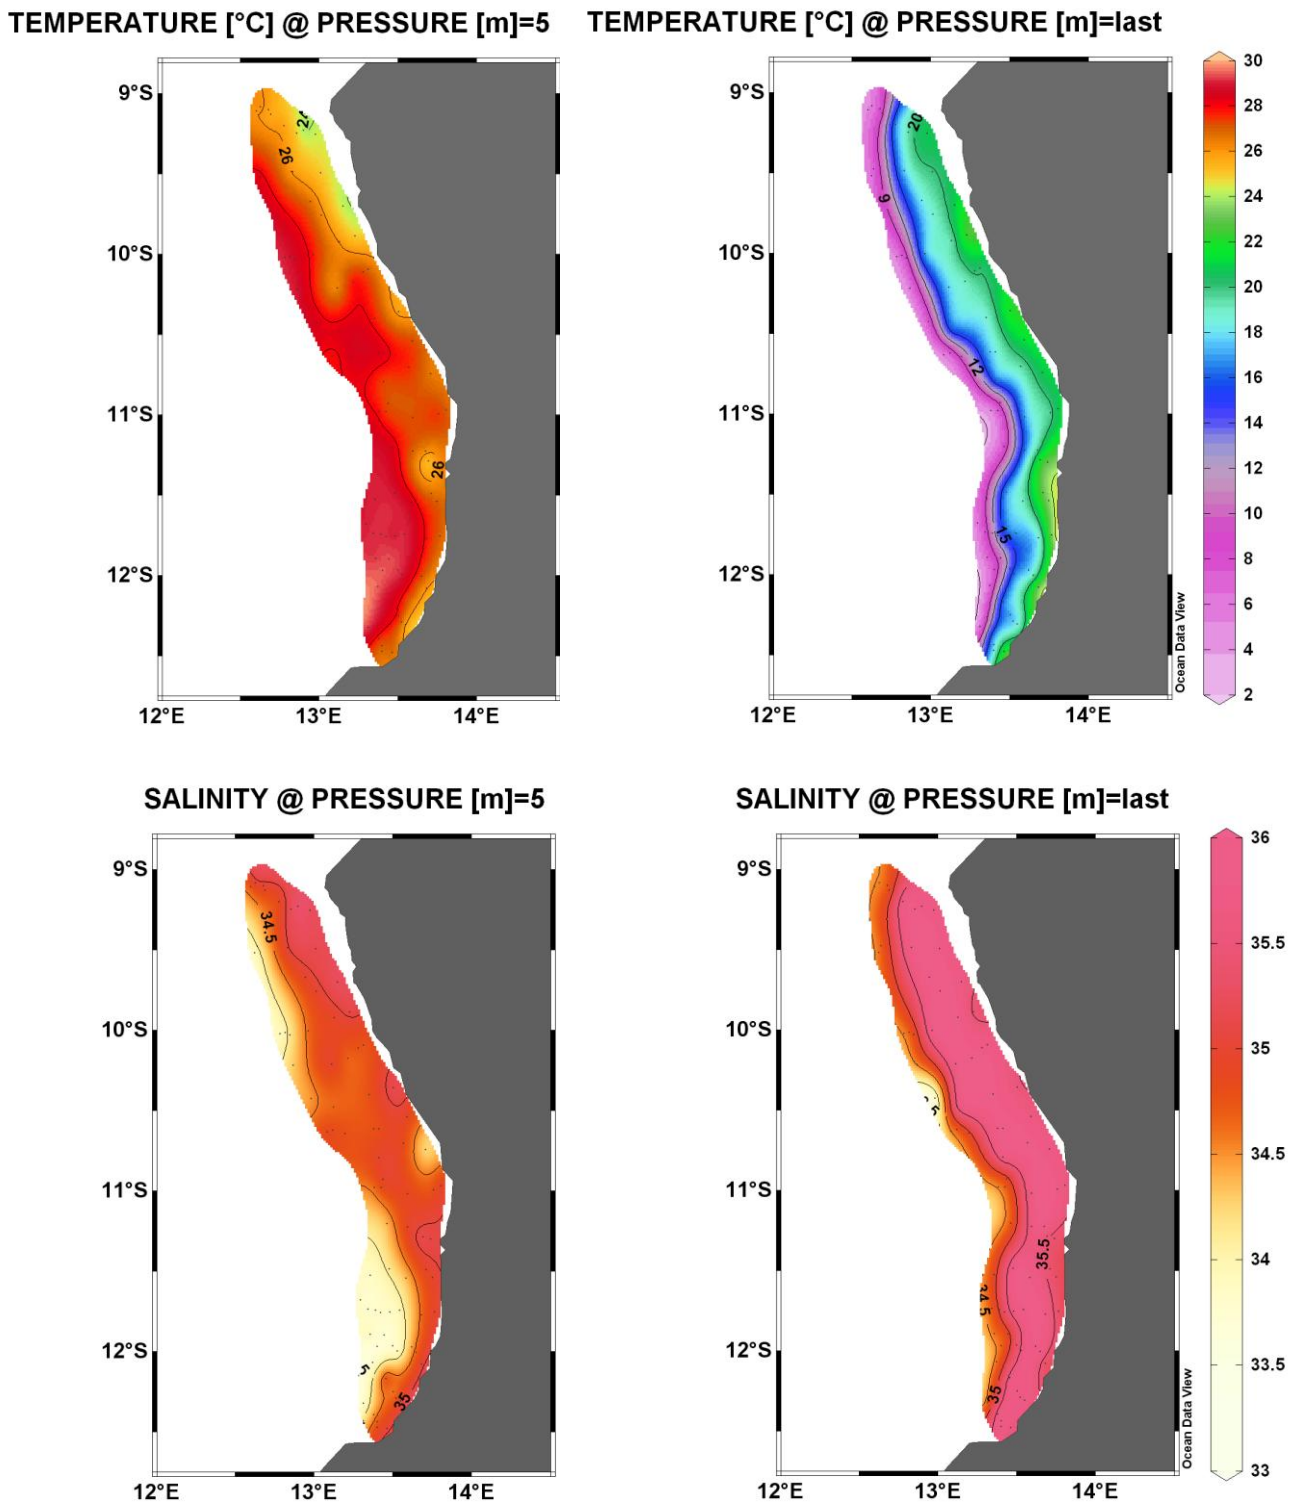 TEMPERATURE [°C] @ PRESSURE [m]=5
TEMPERATURE [°C] @ PRESSURE [m]=last
9°S
10°S
11°S
12°S
12°E
13°E
14°E
26
26
9°S
10°S
11°S
12°S
12°E
13°E
14°E
20
9
12
15
Ocean Data View
30
28
26
24
22
20
18
16
14
12
10
8
6
4
2
SALINITY @ PRESSURE [m]=5
SALINITY @ PRESSURE [m]=last
9°S
10°S
11°S
12°S
12°E
13°E
14°E
34.5
5
35
9°S
10°S
11°S
12°S
12°E
13°E
14°E
35.5
35
Ocean Data View
36
35.5
35
34.5
34
33.5
33